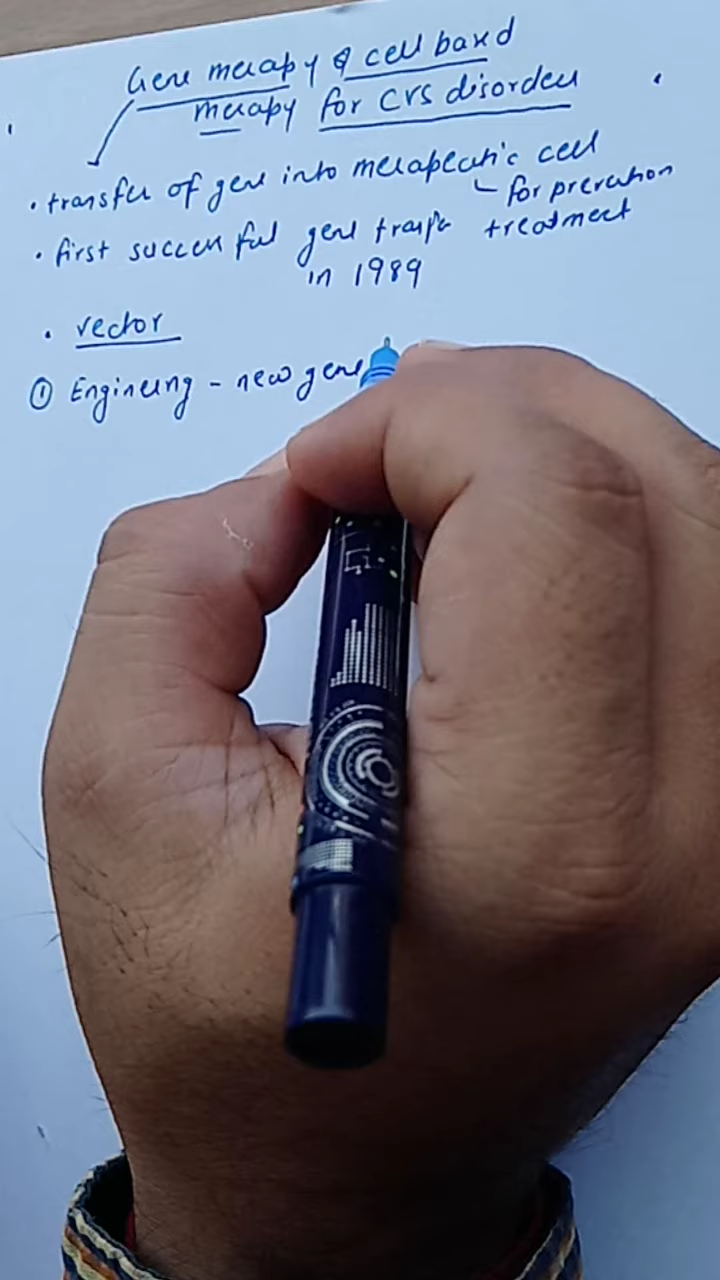 Gene therapy & cell based
therapy for CVS disorder
• transfer of gene into therapeutic cell
for prevention
• first successful gene transfer treatment
in 1989
• vector
① Engineering - new gene